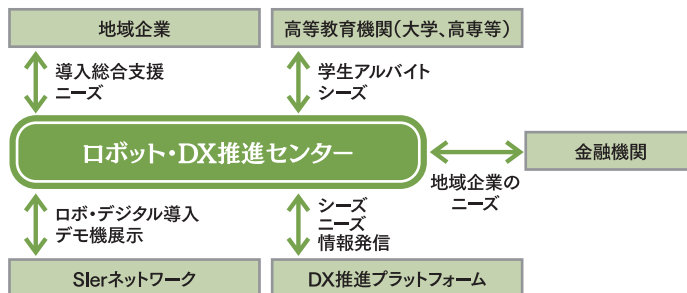 地域企業
高等教育機関(大学、高専等)
導入総合支援
ニーズ
学生アルバイト
シーズ
ロボット・DX推進センター
金融機関
地域企業の
ニーズ
ロボ・デジタル導入
デモ機展示
シーズ
ニーズ
情報発信
SIerネットワーク
DX推進プラットフォーム